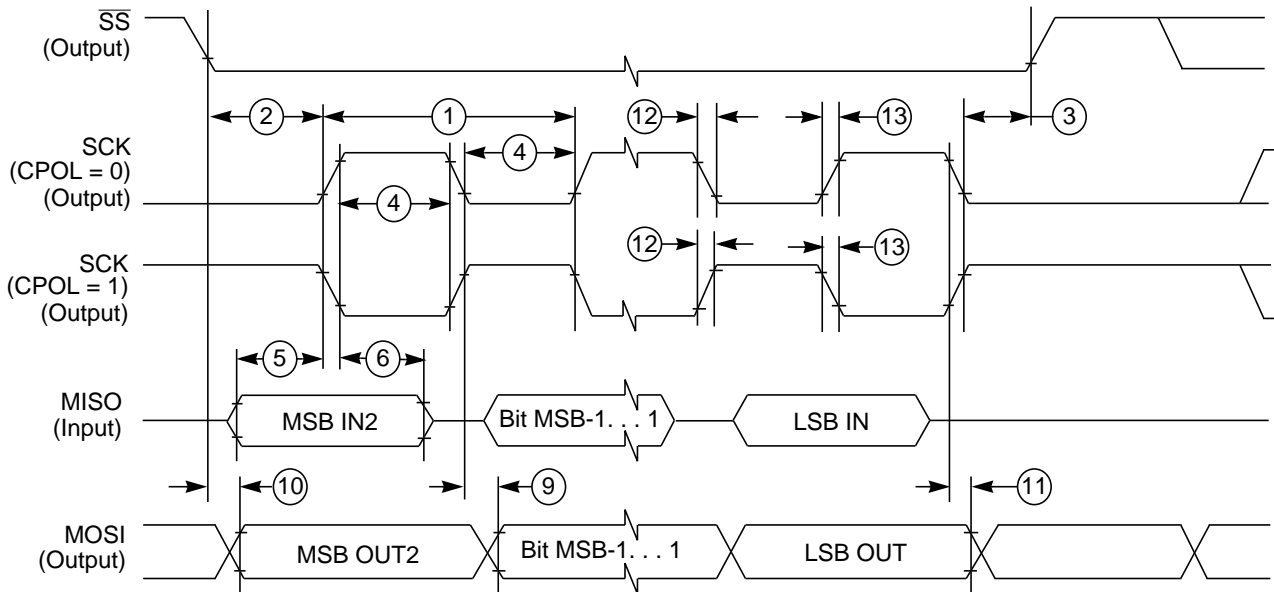 SS
(Output)
2
1
12
13
3
SCK
(CPOL = 0)
(Output)
4
4
12
13
SCK
(CPOL = 1)
(Output)
5
6
MISO
(Input)
MSB IN2
Bit MSB-1. . . 1
LSB IN
10
9
11
MOSI
(Output)
MSB OUT2
Bit MSB-1. . . 1
LSB OUT